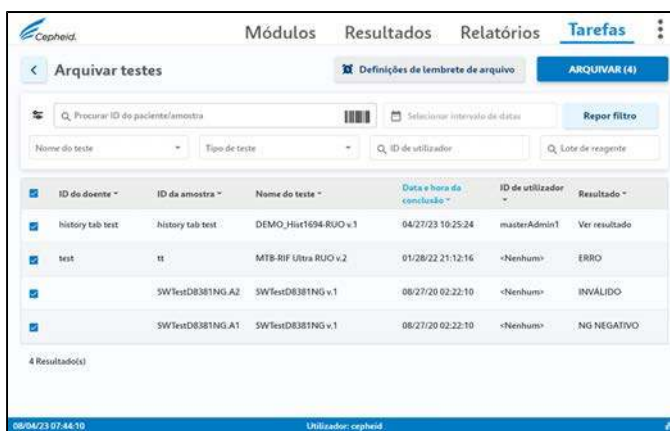 Cepheid.
Módulos Resultados Relatórios Tarefas
Arquivar testes Definições de lembrete de arquivo ARQUIVAR (4)
Procurar ID do paciente/amostra Selecionar intervalo de datas Repor filtro
Nome do teste Tipo de teste ID de utilizador Lote de reagente
ID do doente ID da amostra Nome do teste Data e hora da conclusão ID de utilizador Resultado
history tab test history tab test DEMO_Hist1694-RUO v.1 04/27/23 10:25:24 masterAdmin1 Ver resultado
test tt MTB-RIF Ultra RUO v.2 01/28/22 21:12:16 <Nenhum> ERRO
SWTestD8381NG.A2 SWTestD8381NG v.1 08/27/20 02:22:10 <Nenhum> INVÁLIDO
SWTestD8381NG.A1 SWTestD8381NG v.1 08/27/20 02:22:10 <Nenhum> NG NEGATIVO
4 Resultado(s)
08/04/23 07:44:10 Utilizador: cepheid